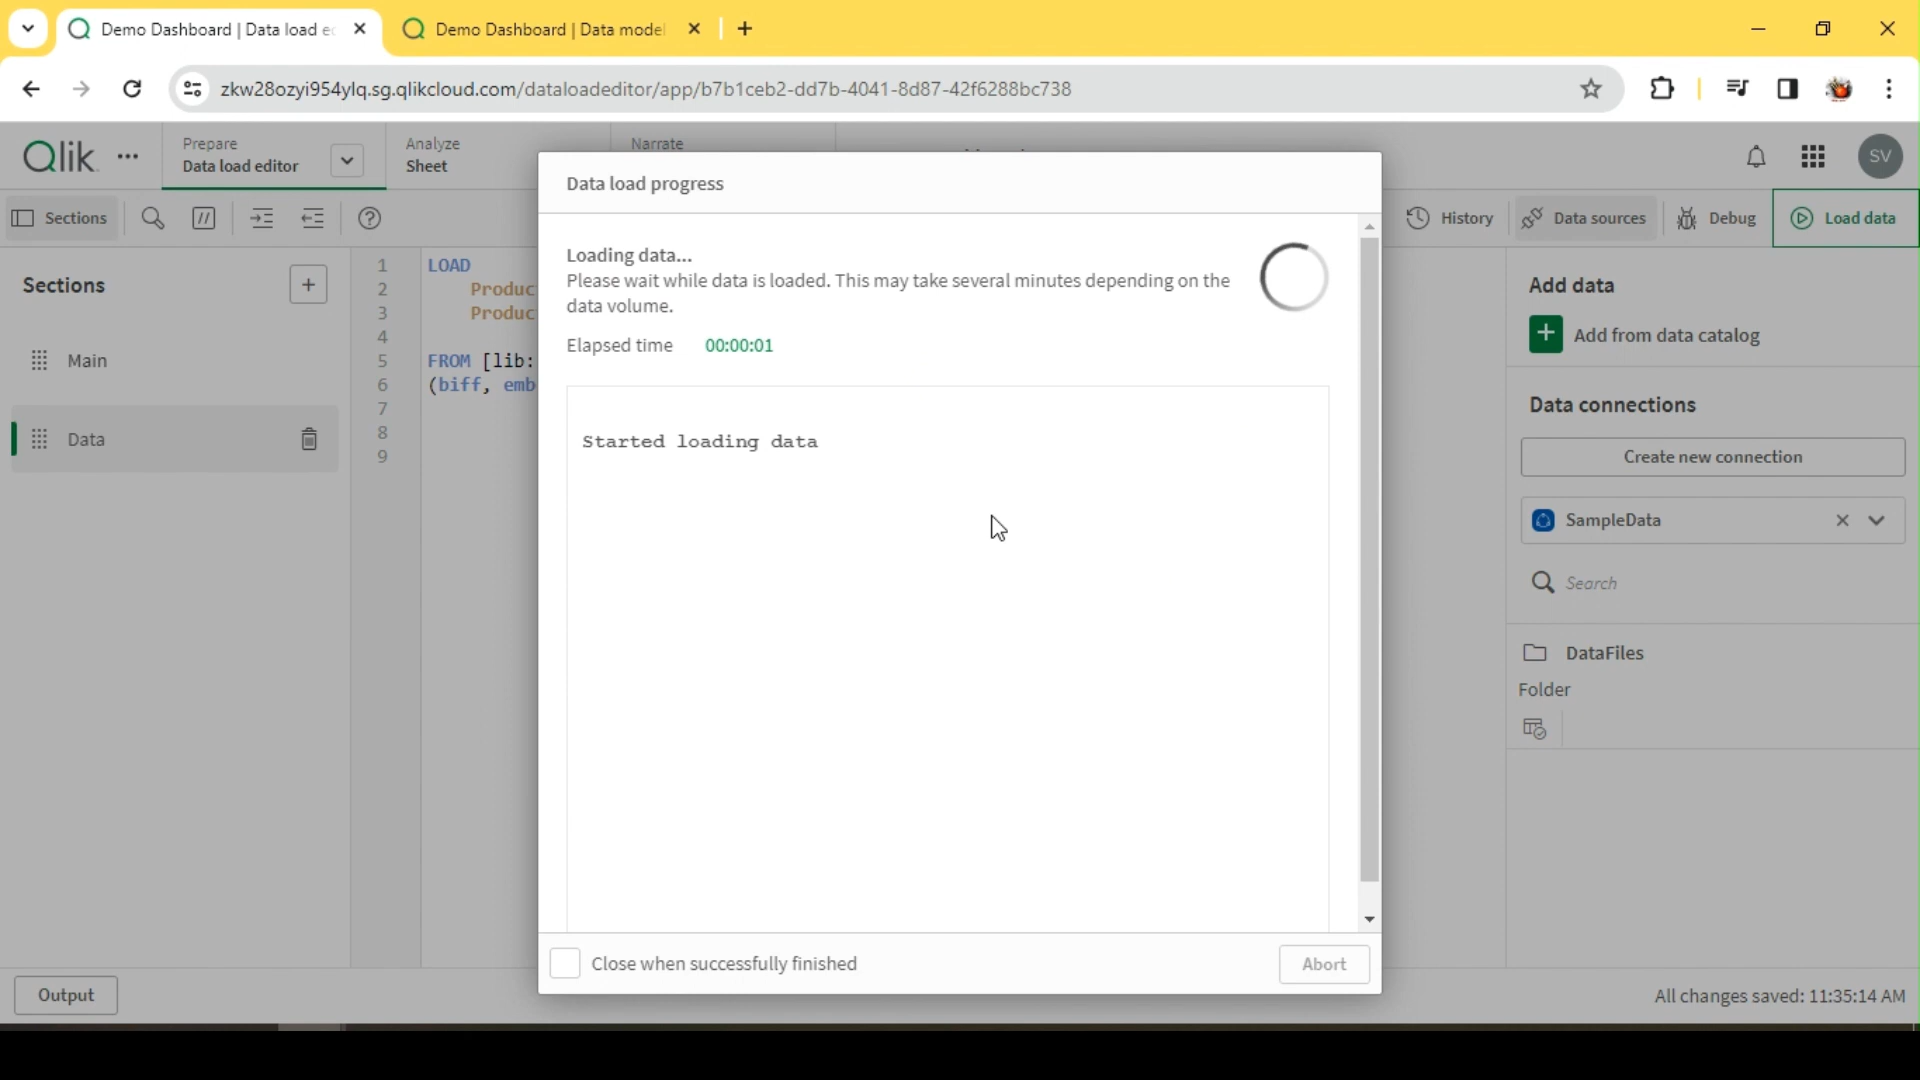 Demo Dashboard | Data load
Demo Dashboard | Data model
zkw28ozyi954ylq.sg.qlikcloud.com/dataloadeditor/app/b7b1ceb2-dd7b-4041-8d87-42f6288bc738
Qlik
Prepare
Data load editor
Analyze
Sheet
Narrate
SV
Sections
History
Data sources
Debug
Load data
Sections
Main
Data
1 LOAD
2 Produc
3 Produc
4
5 FROM [lib:
6 (biff, emb
7
8
9
Data load progress
Loading data...
Please wait while data is loaded. This may take several minutes depending on the
data volume.
Elapsed time 00:00:01
Started loading data
Close when successfully finished
Abort
Add data
Add from data catalog
Data connections
Create new connection
SampleData
Search
DataFiles
Folder
Output
All changes saved: 11:35:14 AM